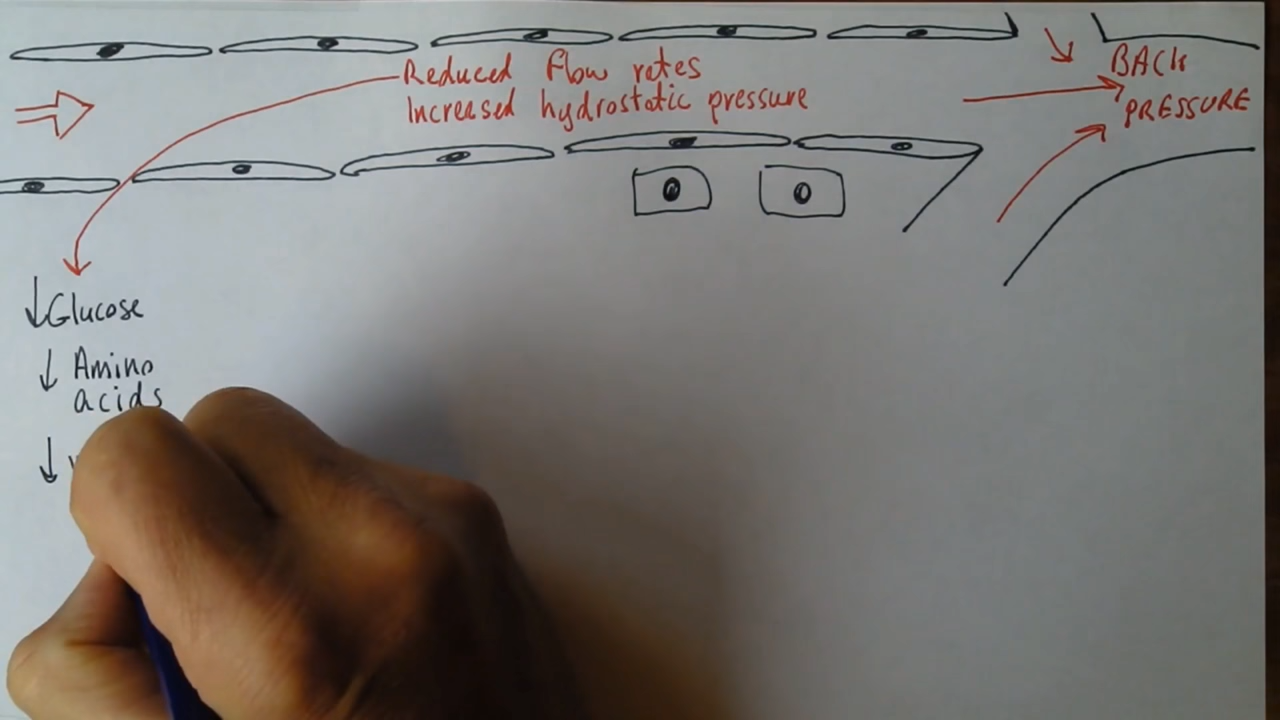 Reduced flow rates
Increased hydrostatic pressure
BACK
PRESSURE
↓Glucose
↓ Amino
acids
↓